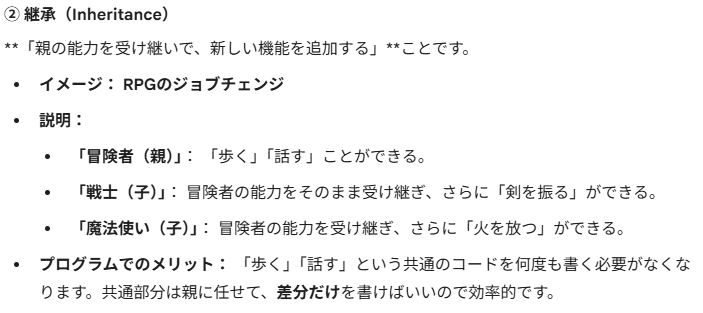 ② 継承（Inheritance）
**「親の能力を受け継いで、新しい機能を追加する」**ことです。
• イメージ： RPGのジョブチェンジ
• 説明：
• 「冒険者（親）」： 「歩く」「話す」ことができる。
• 「戦士（子）」： 冒険者の能力をそのまま受け継ぎ、さらに「剣を振る」ができる。
• 「魔法使い（子）」： 冒険者の能力を受け継ぎ、さらに「火を放つ」ができる。
• プログラムでのメリット： 「歩く」「話す」という共通のコードを何度も書く必要がなくな
ります。共通部分は親に任せて、差分だけを書けばいいので効率的です。